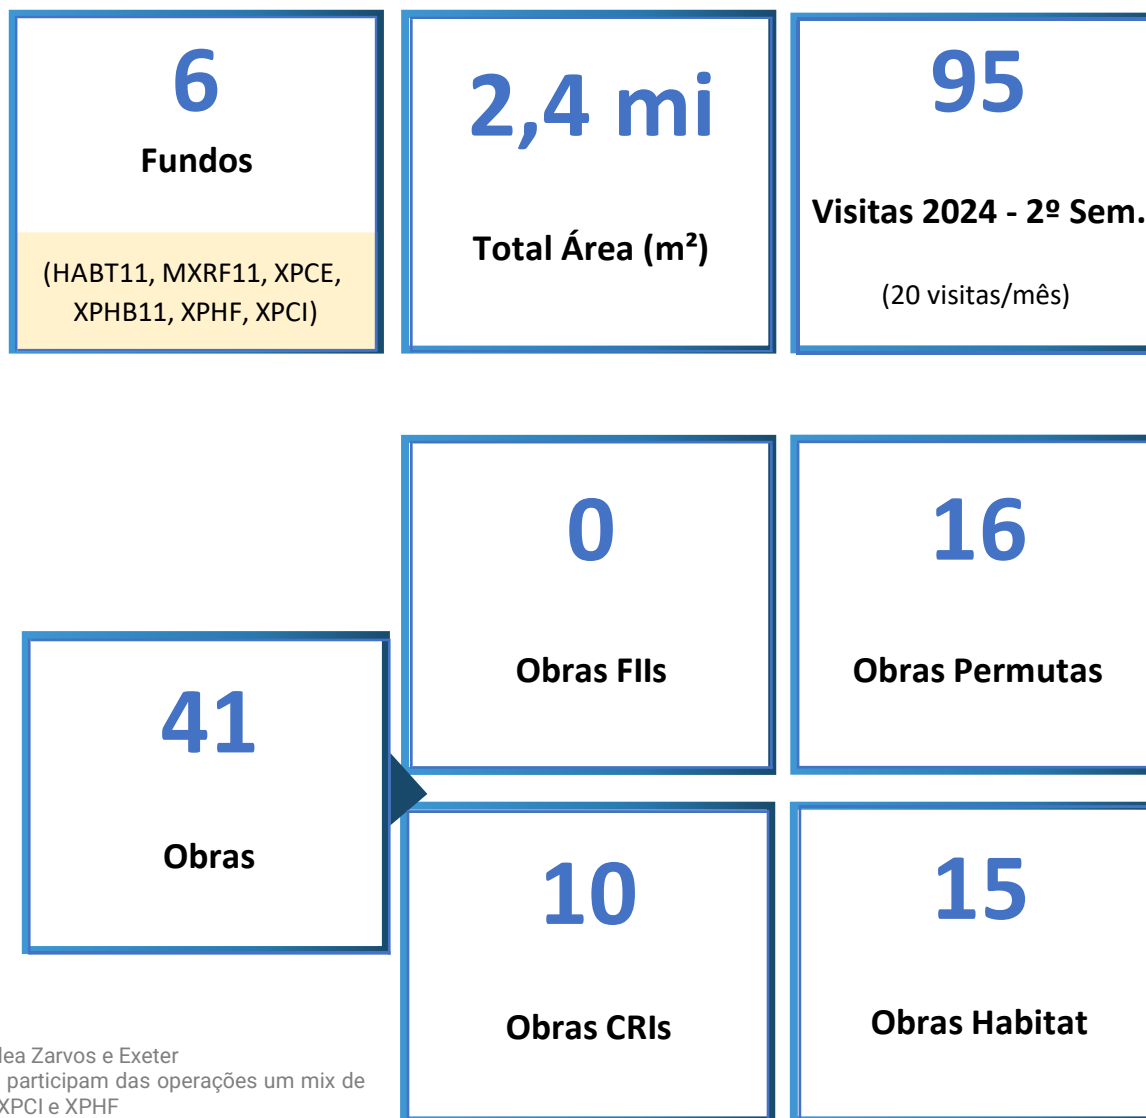 6
Fundos
(HABT11, MXRF11, XPCE,
XPHB11, XPHF, XPCI)
2,4 mi
Total Área (m²)
95
Visitas 2024 - 2º Sem.
(20 visitas/mês)
41
Obras
0
Obras FIIs
16
Obras Permutas
10
Obras CRIs
15
Obras Habitat
Zarvos e Exeter
participam das operações um mix de
XPCI e XPHF